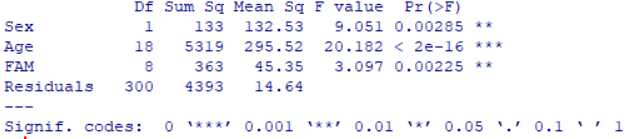 Df Sum Sq Mean Sq F value Pr(>F)
Sex 1 133 132.53 9.051 0.00285 **
Age 18 5319 295.52 20.182 < 2e-16 ***
FAM 8 363 45.35 3.097 0.00225 **
Residuals 300 4393 14.64
---
Signif. codes: 0 ‘***’ 0.001 ‘**’ 0.01 ‘*’ 0.05 ‘.’ 0.1 ‘ ’ 1